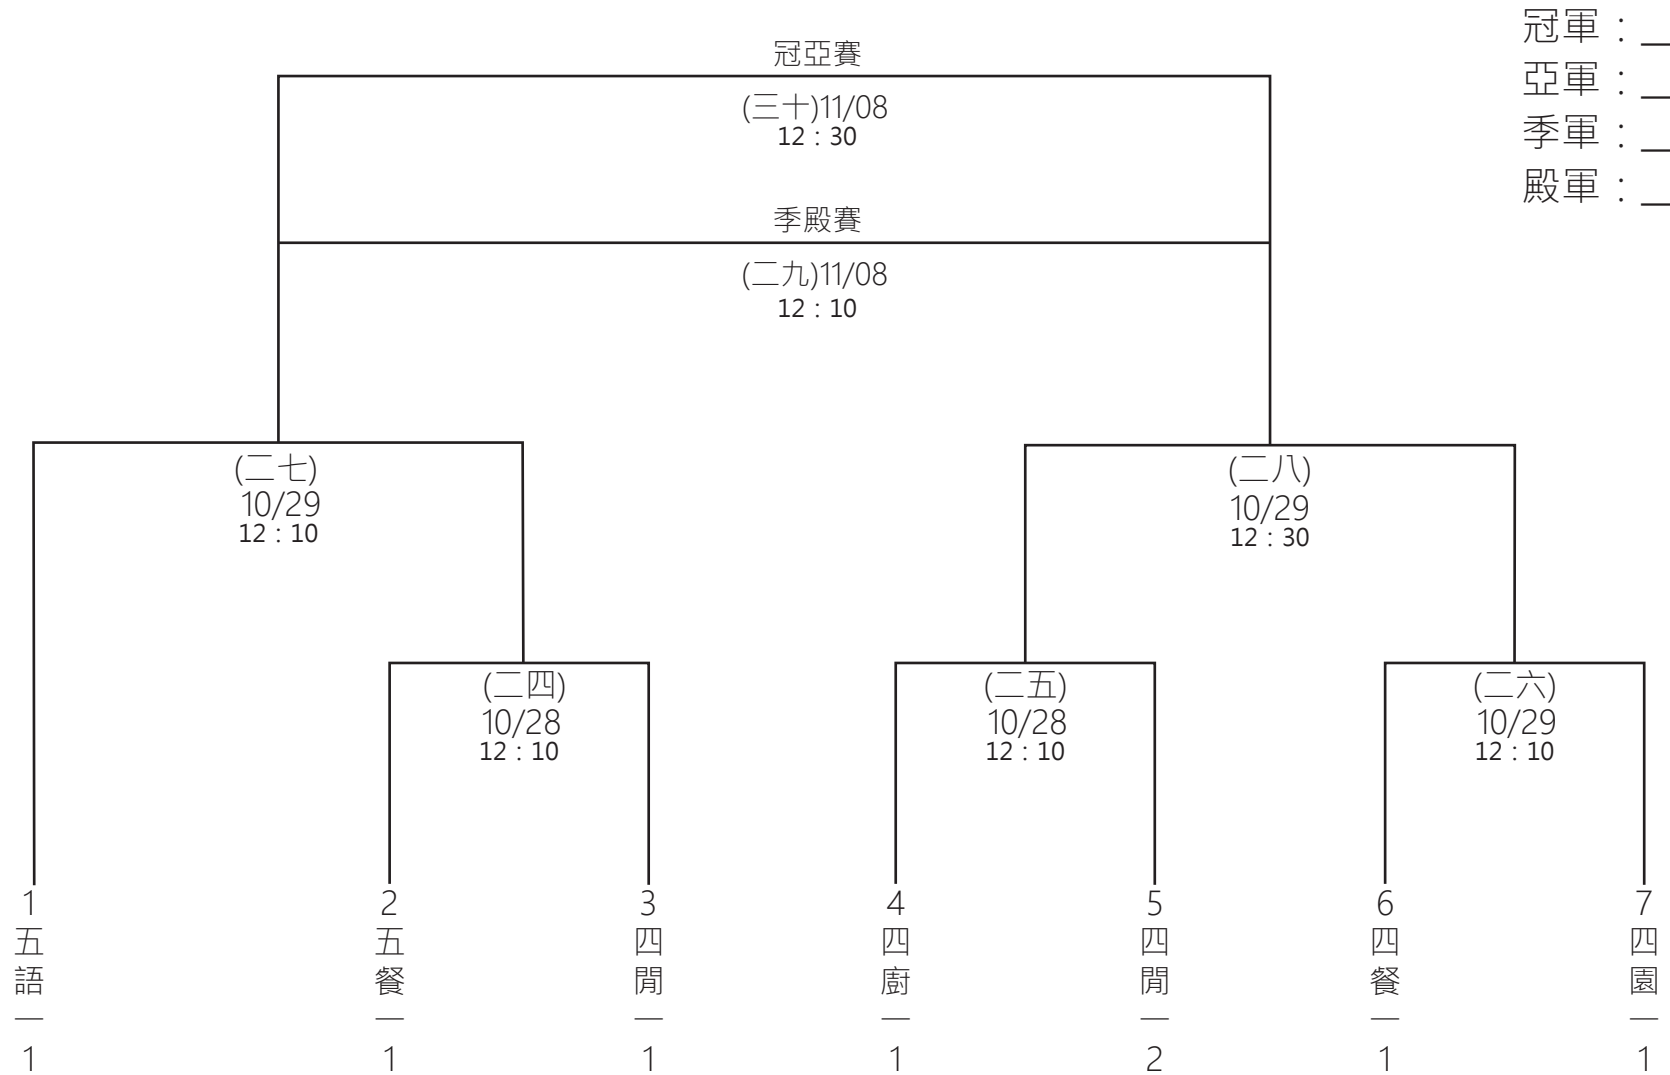 冠軍：__
亞軍：__
季軍：__
殿軍：__
冠亞賽
(三十)11/08
12：30
季殿賽
(二九)11/08
12：10
(二七)
10/29
12：10
(二八)
10/29
12：30
(二四)
10/28
12：10
(二五)
10/28
12：10
(二六)
10/29
12：10
1五語一1
2五餐一1
3四閒一1
4四廚一1
5四閒一2
6四餐一1
7四園一1